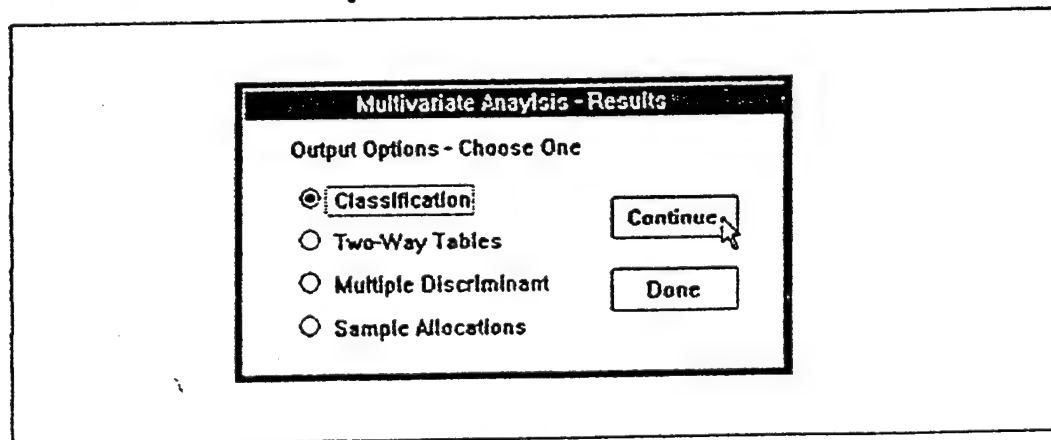 Multivariate Anaylsis - Results
Output Options - Choose One
Classification
Two-Way Tables
Multiple Discriminant
Sample Allocations
Continue
Done